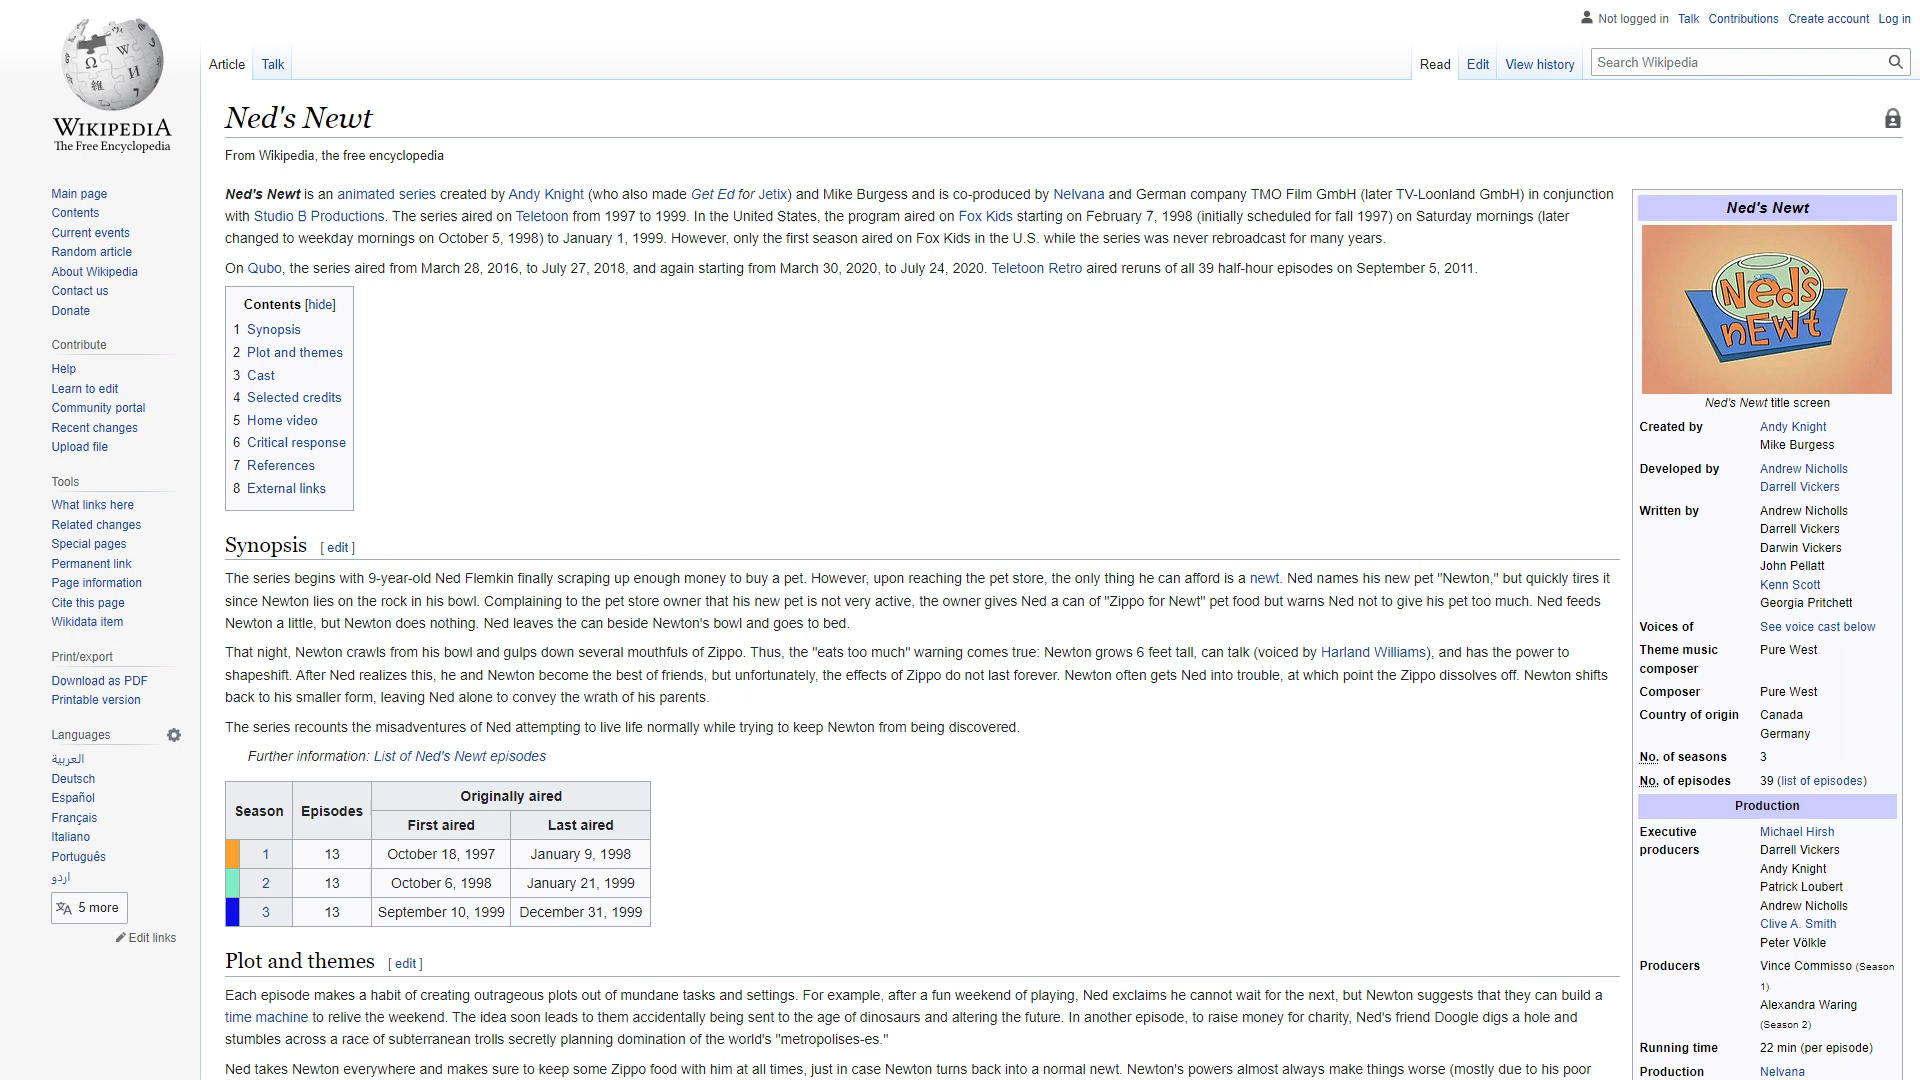 Not logged in Talk Contributions Create account Log in
Article Talk
Read Edit View history Search Wikipedia
WIKIPEDIA
The Free Encyclopedia
Main page
Contents
Current events
Random article
About Wikipedia
Contact us
Donate
Contribute
Help
Learn to edit
Community portal
Recent changes
Upload file
Tools
What links here
Related changes
Special pages
Permanent link
Page information
Cite this page
Wikidata item
Print/export
Download as PDF
Printable version
Languages
العربية
Deutsch
Español
Français
Italiano
Português
اردو
5 more
Edit links
Ned's Newt
From Wikipedia, the free encyclopedia
Ned's Newt is an animated series created by Andy Knight (who also made Get Ed for Jetix) and Mike Burgess and is co-produced by Nelvana and German company TMO Film GmbH (later TV-Loonland GmbH) in conjunction
with Studio B Productions. The series aired on Teletoon from 1997 to 1999. In the United States, the program aired on Fox Kids starting on February 7, 1998 (initially scheduled for fall 1997) on Saturday mornings (later
changed to weekday mornings on October 5, 1998) to January 1, 1999. However, only the first season aired on Fox Kids in the U.S. while the series was never rebroadcast for many years.
On Qubo, the series aired from March 28, 2016, to July 27, 2018, and again starting from March 30, 2020, to July 24, 2020. Teletoon Retro aired reruns of all 39 half-hour episodes on September 5, 2011.
Contents [hide]
1 Synopsis
2 Plot and themes
3 Cast
4 Selected credits
5 Home video
6 Critical response
7 References
8 External links
Synopsis [ edit ]
The series begins with 9-year-old Ned Flemkin finally scraping up enough money to buy a pet. However, upon reaching the pet store, the only thing he can afford is a newt. Ned names his new pet "Newton," but quickly tires it
since Newton lies on the rock in his bowl. Complaining to the pet store owner that his new pet is not very active, the owner gives Ned a can of "Zippo for Newt" pet food but warns Ned not to give his pet too much. Ned feeds
Newton a little, but Newton does nothing. Ned leaves the can beside Newton's bowl and goes to bed.
That night, Newton crawls from his bowl and gulps down several mouthfuls of Zippo. Thus, the "eats too much" warning comes true: Newton grows 6 feet tall, can talk (voiced by Harland Williams), and has the power to
shapeshift. After Ned realizes this, he and Newton become the best of friends, but unfortunately, the effects of Zippo do not last forever. Newton often gets Ned into trouble, at which point the Zippo dissolves off. Newton shifts
back to his smaller form, leaving Ned alone to convey the wrath of his parents.
The series recounts the misadventures of Ned attempting to live life normally while trying to keep Newton from being discovered.
Further information: List of Ned's Newt episodes
Season Episodes Originally aired
First aired Last aired
1 13 October 18, 1997 January 9, 1998
2 13 October 6, 1998 January 21, 1999
3 13 September 10, 1999 December 31, 1999
Plot and themes [ edit ]
Each episode makes a habit of creating outrageous plots out of mundane tasks and settings. For example, after a fun weekend of playing, Ned exclaims he cannot wait for the next, but Newton suggests that they can build a
time machine to relive the weekend. The idea soon leads to them accidentally being sent to the age of dinosaurs and altering the future. In another episode, to raise money for charity, Ned's friend Doogle digs a hole and
stumbles across a race of subterranean trolls secretly planning domination of the world's "metropolises-es."
Ned takes Newton everywhere and makes sure to keep some Zippo food with him at all times, just in case Newton turns back into a normal newt. Newton's powers almost always make things worse (mostly due to his poor
Ned's Newt
Ned's
nEWt
Ned's Newt title screen
Created by Andy Knight
Mike Burgess
Developed by Andrew Nicholls
Darrell Vickers
Written by Andrew Nicholls
Darrell Vickers
Darwin Vickers
John Pellatt
Kenn Scott
Georgia Pritchett
Voices of See voice cast below
Theme music Pure West
composer
Composer Pure West
Country of origin Canada
Germany
No. of seasons 3
No. of episodes 39 (list of episodes)
Production
Executive Michael Hirsh
producers Darrell Vickers
Andy Knight
Patrick Loubert
Andrew Nicholls
Clive A. Smith
Peter Völkle
Producers Vince Commisso (Season
1)
Alexandra Waring
(Season 2)
Running time 22 min (per episode)
Production Nelvana